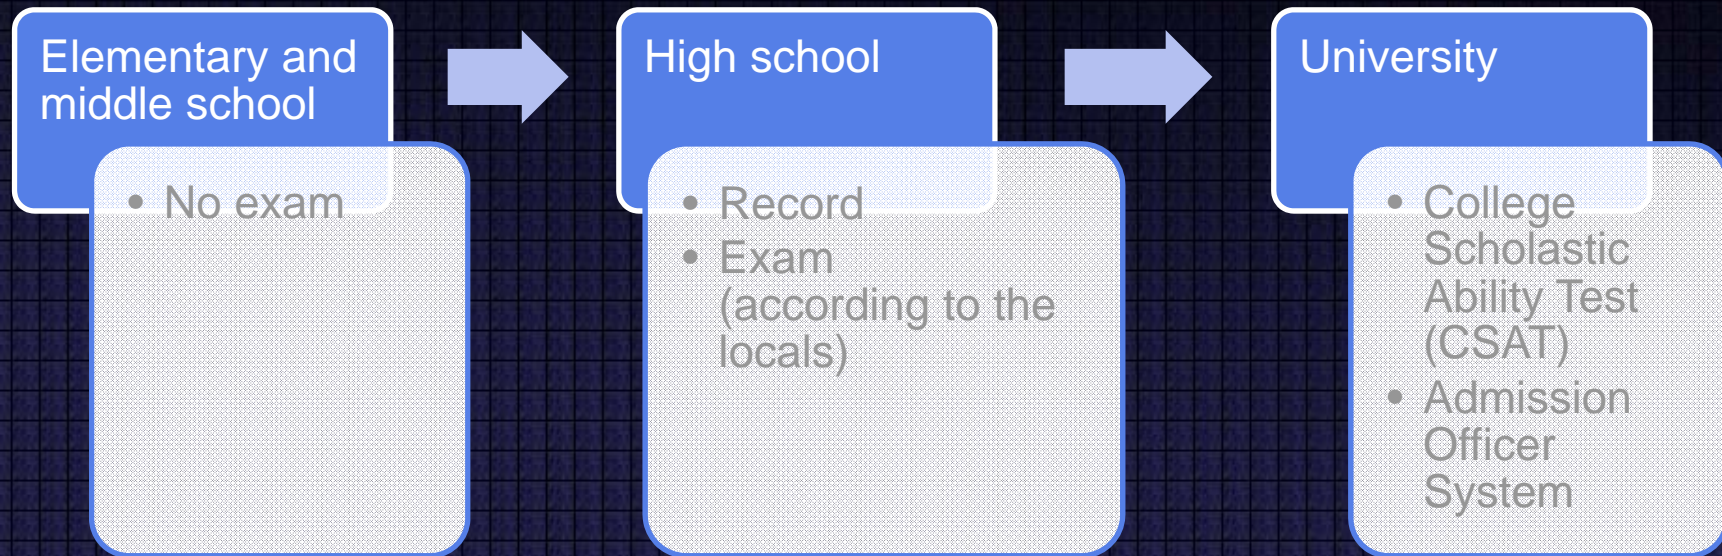 Elementary and
middle school
• No exam
High school
• Record
• Exam
(according to the
locals)
University
• College
Scholastic
Ability Test
(CSAT)
• Admission
Officer
System